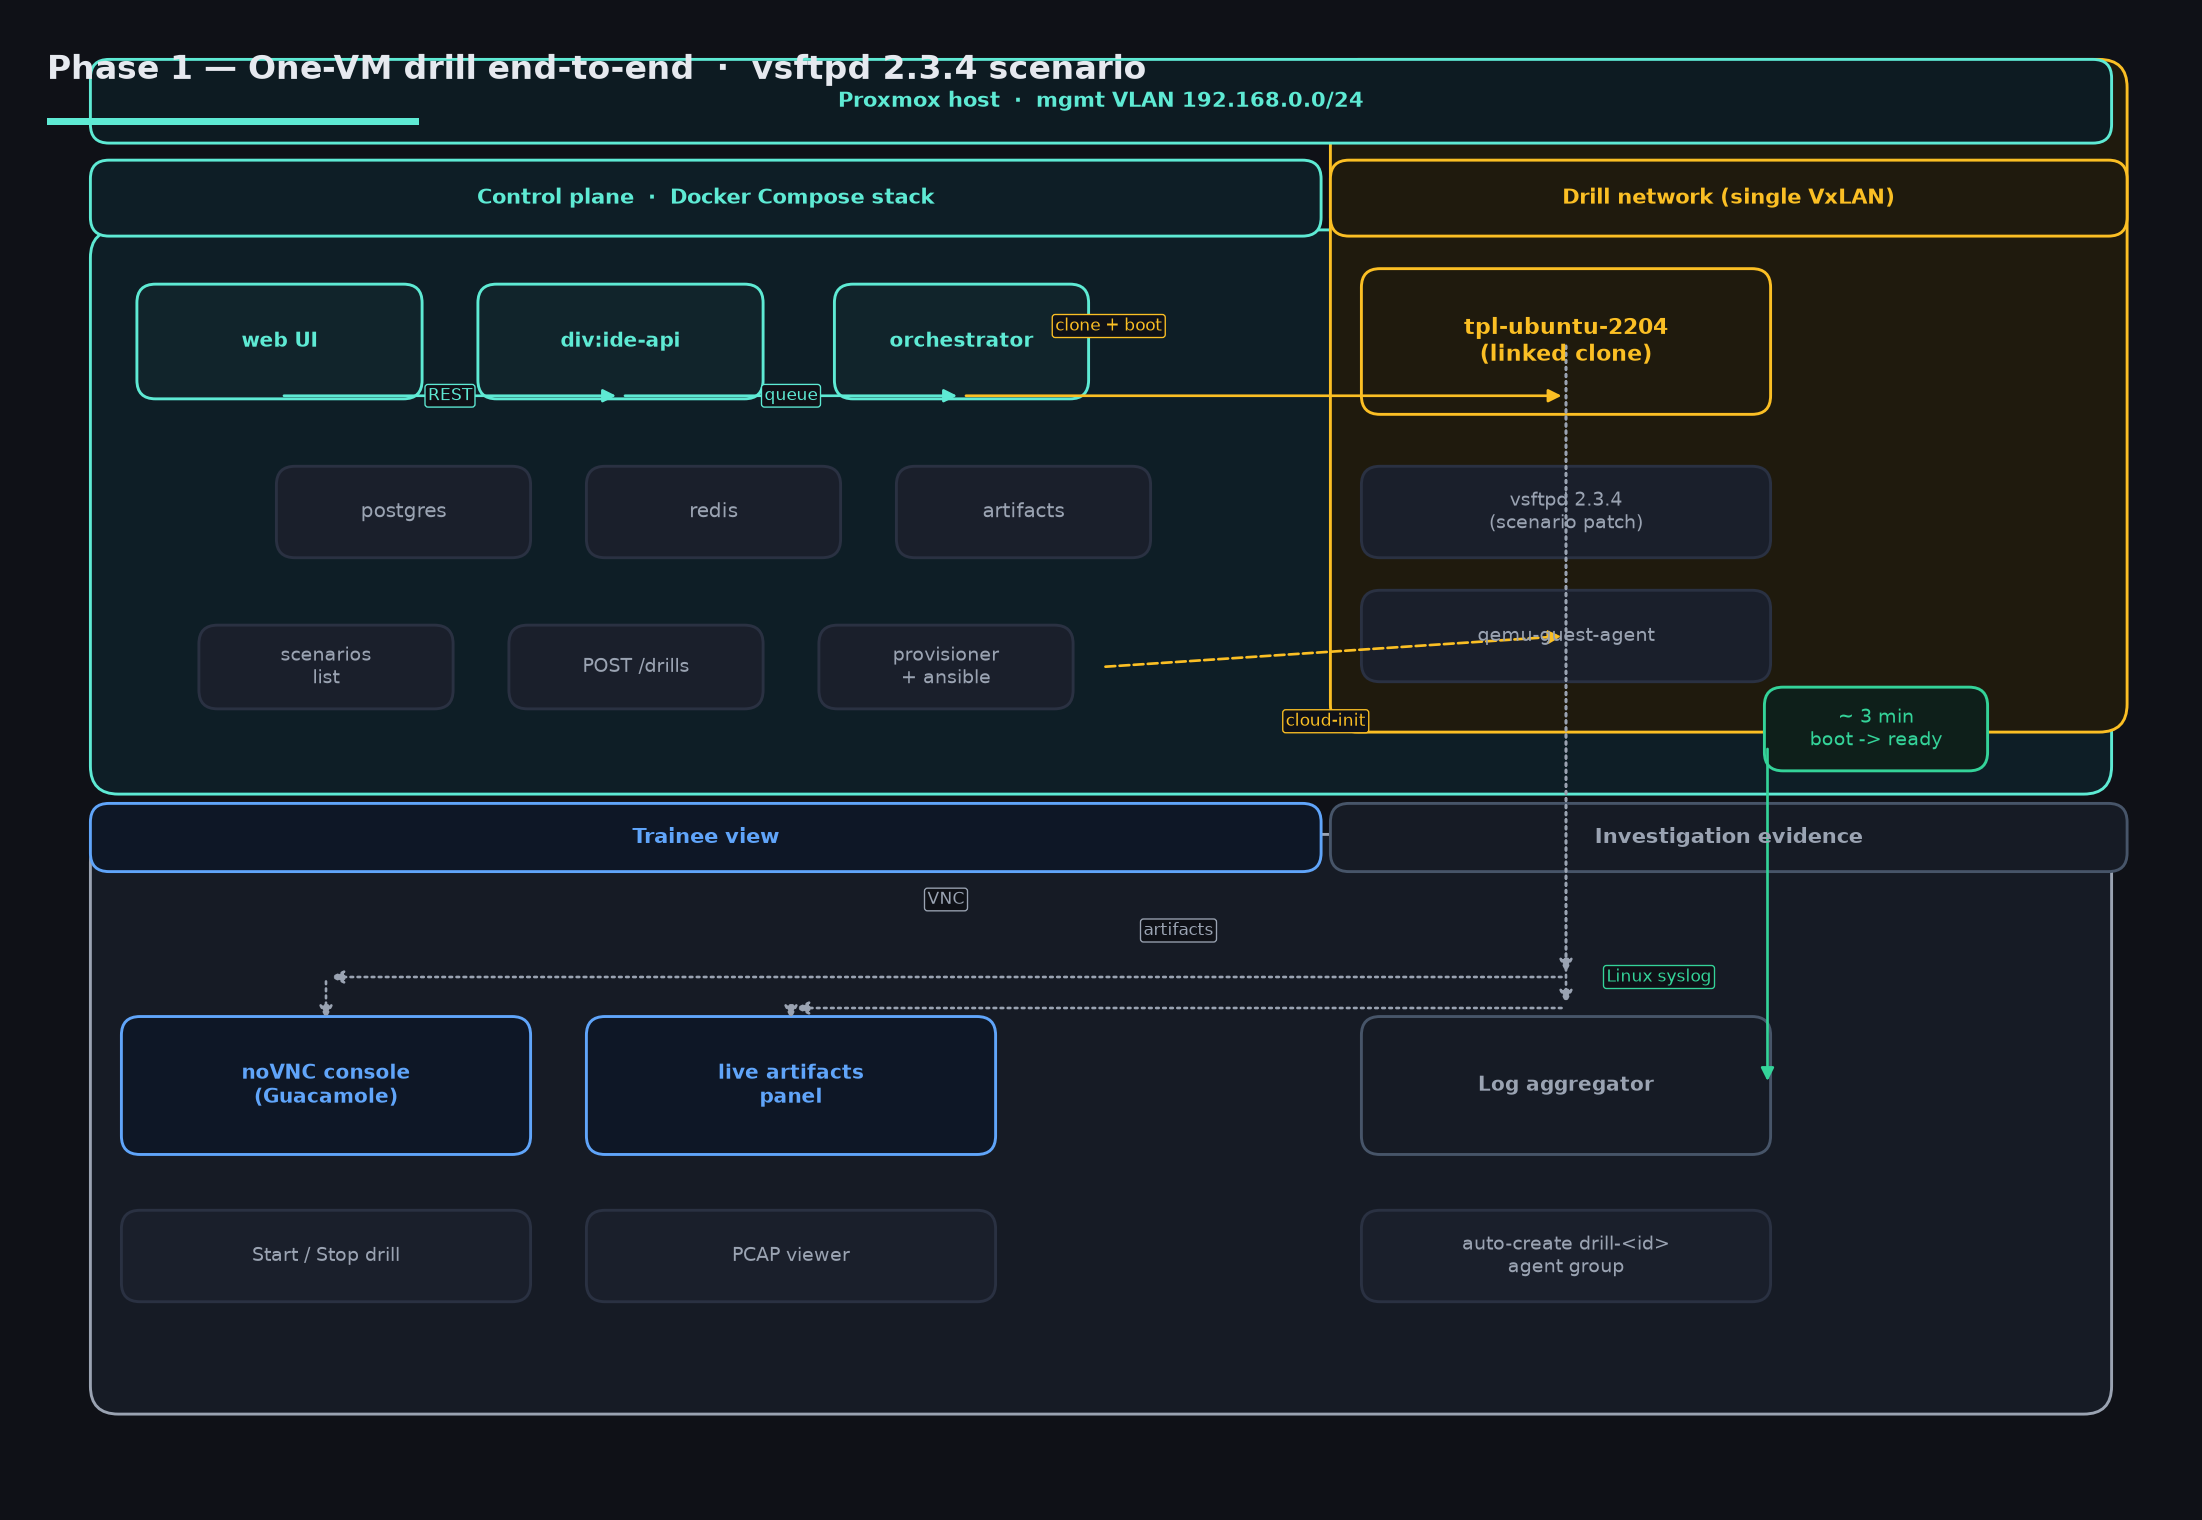 Phase 1 — One-VM drill end-to-end · vsftpd 2.3.4 scenario
Proxmox host · mgmt VLAN 192.168.0.0/24
Control plane · Docker Compose stack
Drill network (single VxLAN)
web UI
div:ide-api
orchestrator
clone + boot
tpl-ubuntu-2204
(linked clone)
REST
queue
postgres
redis
artifacts
vsftpd 2.3.4
(scenario patch)
scenarios
list
POST /drills
provisioner
+ ansible
qemu-guest-agent
cloud-init
~ 3 min
boot -> ready
Trainee view
Investigation evidence
VNC
artifacts
Linux syslog
noVNC console
(Guacamole)
live artifacts
panel
Log aggregator
Start / Stop drill
PCAP viewer
auto-create drill-<id>
agent group